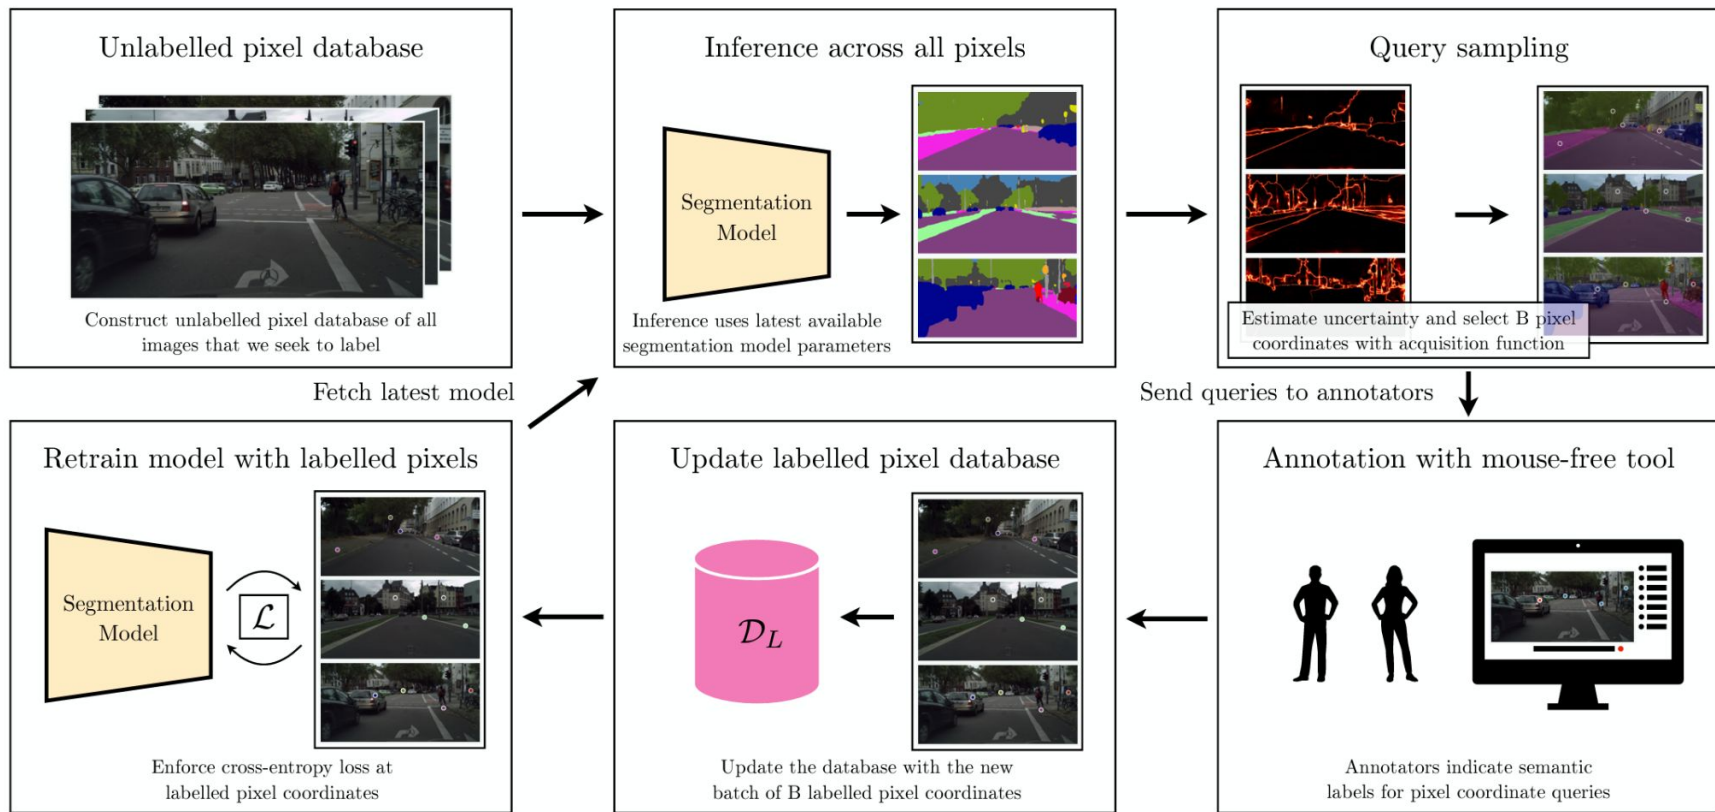 Unlabelled pixel database
Construct unlabelled pixel database of all
images that we seek to label
Inference across all pixels
Segmentation
Model
Inference uses latest available
segmentation model parameters
Query sampling
Estimate uncertainty and select B pixel
coordinates with acquisition function
Fetch latest model
Send queries to annotators
Retrain model with labelled pixels
Segmentation
Model
ℒ
Enforce cross-entropy loss at
labelled pixel coordinates
Update labelled pixel database
𝒟_L
Update the database with the new
batch of B labelled pixel coordinates
Annotation with mouse-free tool
Annotators indicate semantic
labels for pixel coordinate queries